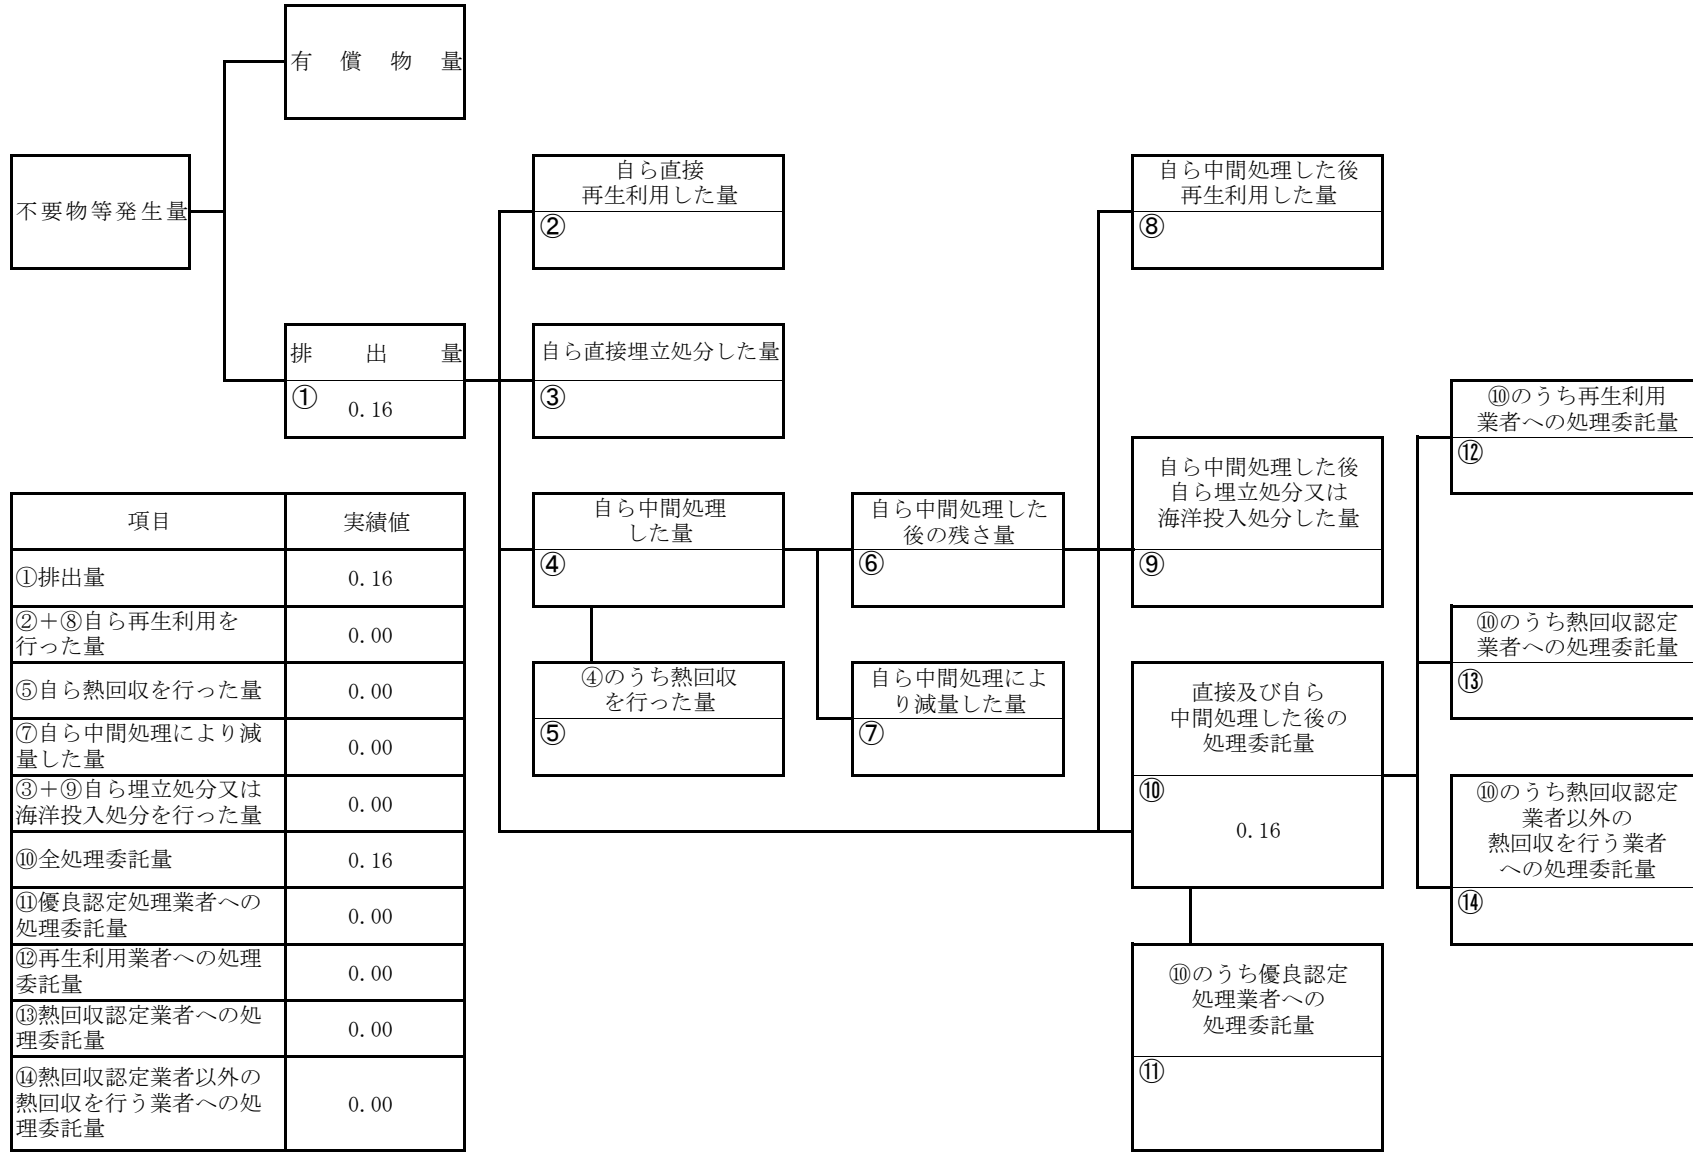 有償物量
不要物等発生量
自ら直接
再生利用した量
②
自ら中間処理した後
再生利用した量
⑧
排出量
①
0.16
自ら直接埋立処分した量
③
⑩のうち再生利用
業者への処理委託量
⑫
自ら中間処理
した量
④
自ら中間処理した
後の残さ量
⑥
自ら中間処理した後
自ら埋立処分又は
海洋投入処分した量
⑨
⑩のうち熱回収認定
業者への処理委託量
⑬
④のうち熱回収
を行った量
⑤
自ら中間処理によ
り減量した量
⑦
直接及び自ら
中間処理した後の
処理委託量
⑩
0.16
⑩のうち熱回収認定
業者以外の
熱回収を行う業者
への処理委託量
⑭
⑩のうち優良認定
処理業者への
処理委託量
⑪
項目 実績値
①排出量 0.16
②＋⑧自ら再生利用を
行った量 0.00
⑤自ら熱回収を行った量 0.00
⑦自ら中間処理により減
量した量 0.00
③＋⑨自ら埋立処分又は
海洋投入処分を行った量 0.00
⑩全処理委託量 0.16
⑪優良認定処理業者への
処理委託量 0.00
⑫再生利用業者への処理
委託量 0.00
⑬熱回収認定業者への処
理委託量 0.00
⑭熱回収認定業者以外の
熱回収を行う業者への処
理委託量 0.00